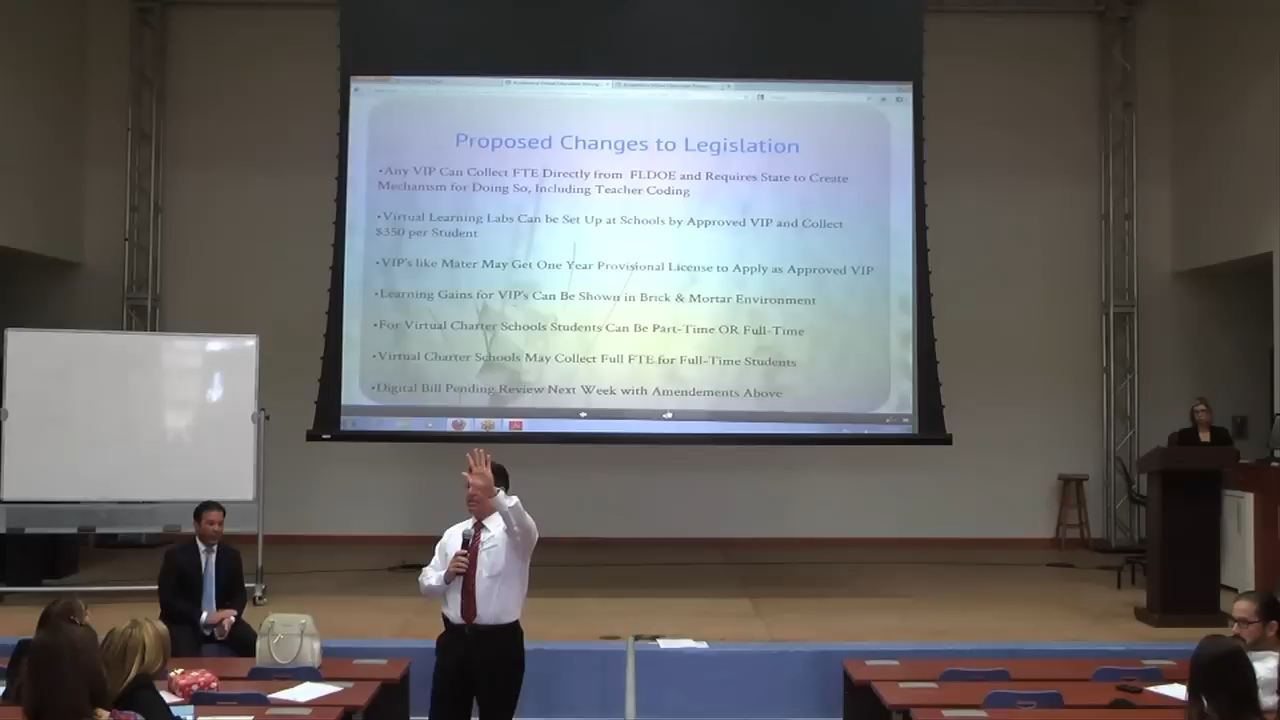 Proposed Changes to Legislation
•Any VIP Can Collect FTE Directly from FLDOE and Requires State to Create
Mechanism for Doing So, Including Teacher Coding
•Virtual Learning Labs Can be Set Up at Schools by Approved VIP and Collect
$350 per Student
•VIP's like Mater May Get One Year Provisional License to Apply as Approved VIP
•Learning Gains for VIP's Can Be Shown in Brick & Mortar Environment
•For Virtual Charter Schools Students Can Be Part-Time OR Full-Time
•Virtual Charter Schools May Collect Full FTE for Full-Time Students
•Digital Bill Pending Review Next Week with Amendements Above